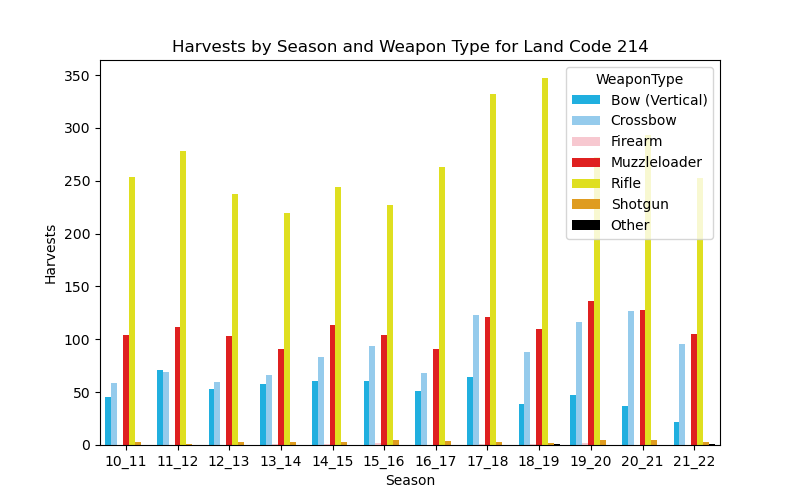 Harvests by Season and Weapon Type for Land Code 214
350
300
250
200
150
100
50
0
Harvests
WeaponType
Bow (Vertical)
Crossbow
Firearm
Muzzleloader
Rifle
Shotgun
Other
10_11 11_12 12_13 13_14 14_15 15_16 16_17 17_18 18_19 19_20 20_21 21_22
Season